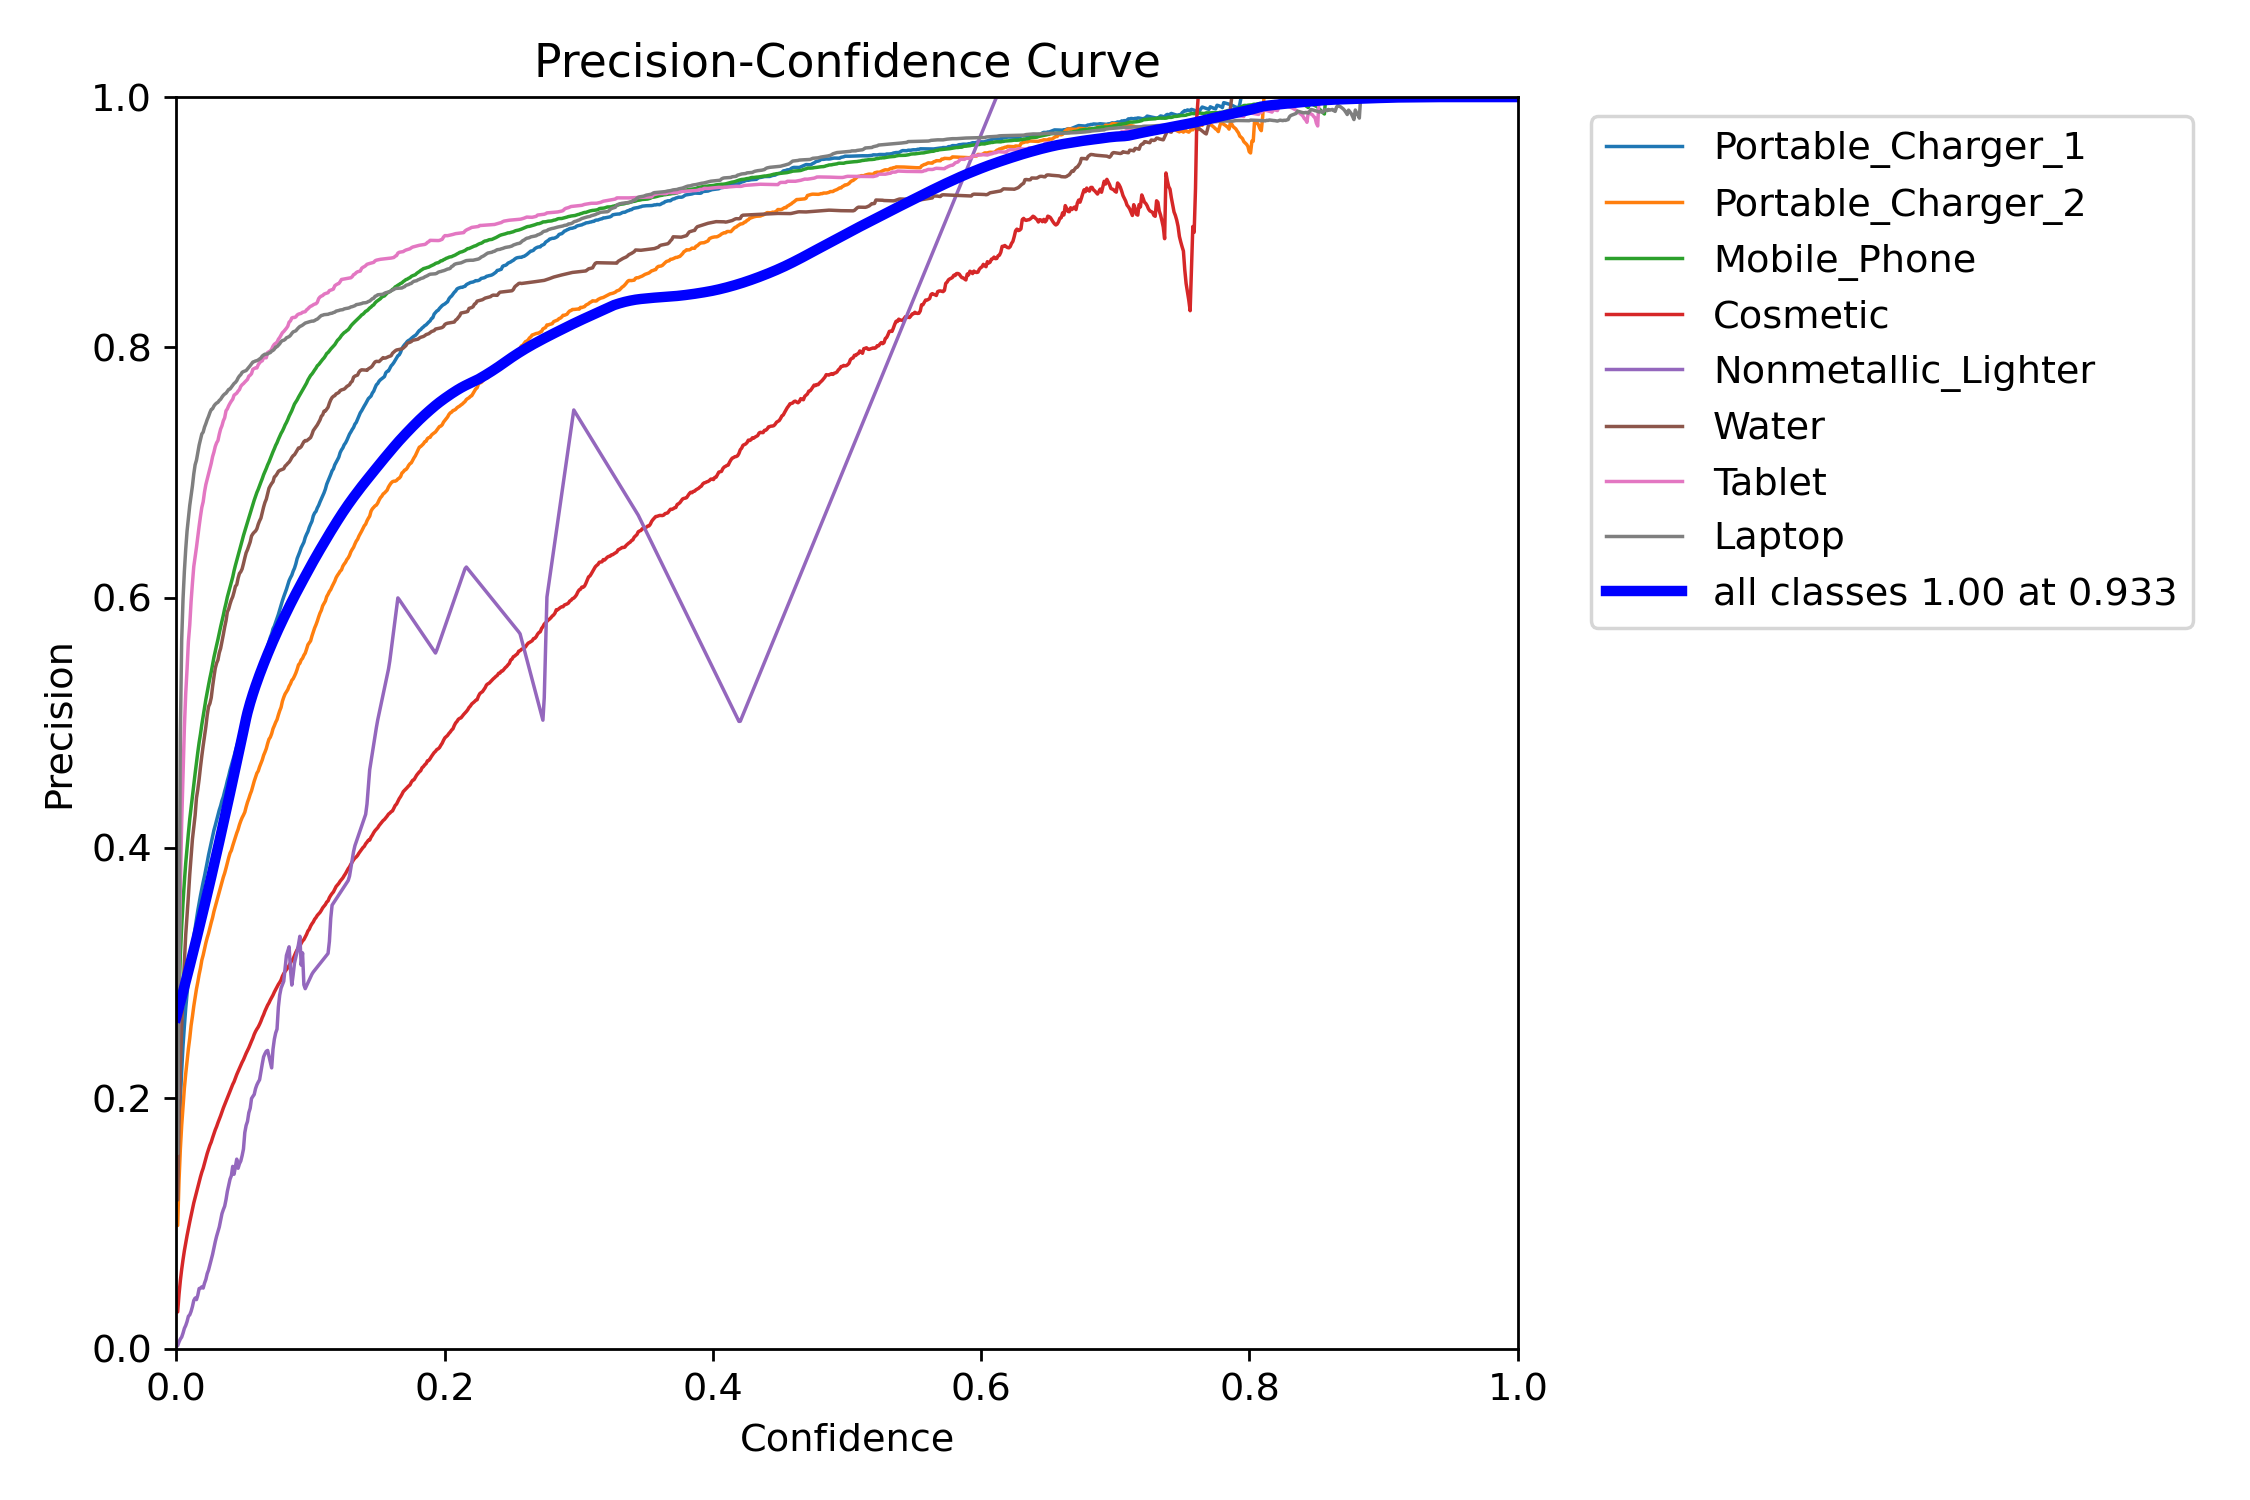 Precision-Confidence Curve
1.0
0.8
0.6
0.4
0.2
0.0
Precision
0.0 0.2 0.4 0.6 0.8 1.0
Confidence
Portable_Charger_1
Portable_Charger_2
Mobile_Phone
Cosmetic
Nonmetallic_Lighter
Water
Tablet
Laptop
all classes 1.00 at 0.933